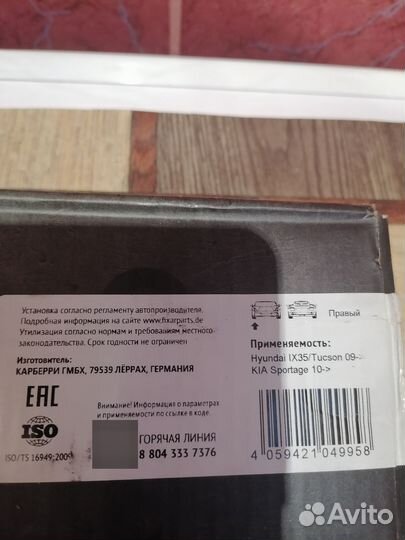 Установка согласно регламенту автопроизводителя.
Подробная информация на сайте www.fixarparts.de
Утилизация согласно нормам и требованиям местного
законодательства. Срок годности не ограничен
Изготовитель:
КАРБЕРРИ ГМБХ, 79539 ЛЁРРАХ, ГЕРМАНИЯ
EAC
Внимание! Информация о параметрах
и применяемости по ссылке в коде.
ISO
ISO/TS 16949:2009
ГОРЯЧАЯ ЛИНИЯ
8 804 333 7376
Правый
Применяемость:
Hyundai IX35/Tucson 09->
KIA Sportage 10->
4 059421 049958
Avito